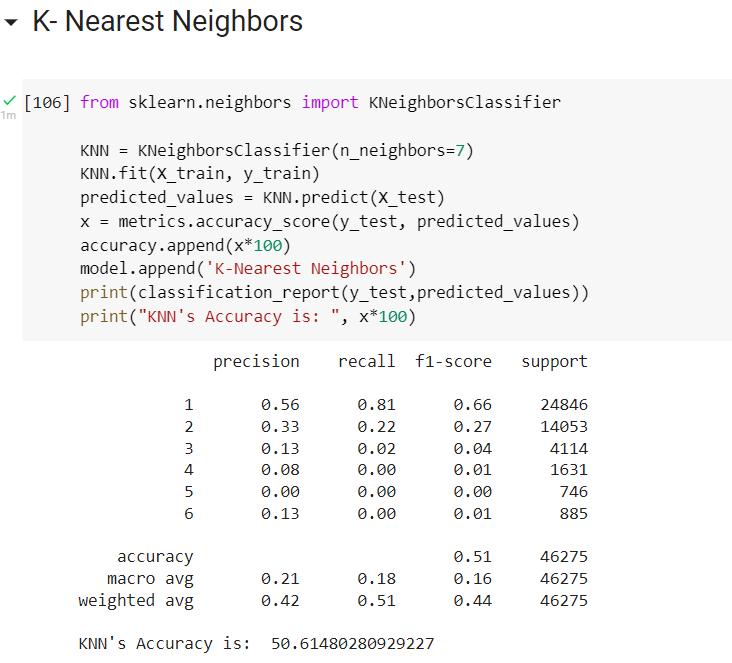 K- Nearest Neighbors
[106] from sklearn.neighbors import KNeighborsClassifier
1m
KNN = KNeighborsClassifier(n_neighbors=7)
KNN.fit(X_train, y_train)
predicted_values = KNN.predict(X_test)
x = metrics.accuracy_score(y_test, predicted_values)
accuracy.append(x*100)
model.append('K-Nearest Neighbors')
print(classification_report(y_test,predicted_values))
print("KNN's Accuracy is: ", x*100)
precision recall f1-score support
1 0.56 0.81 0.66 24846
2 0.33 0.22 0.27 14053
3 0.13 0.02 0.04 4114
4 0.08 0.00 0.01 1631
5 0.00 0.00 0.00 746
6 0.13 0.00 0.01 885
accuracy 0.51 46275
macro avg 0.21 0.18 0.16 46275
weighted avg 0.42 0.51 0.44 46275
KNN's Accuracy is:  50.61480280929227